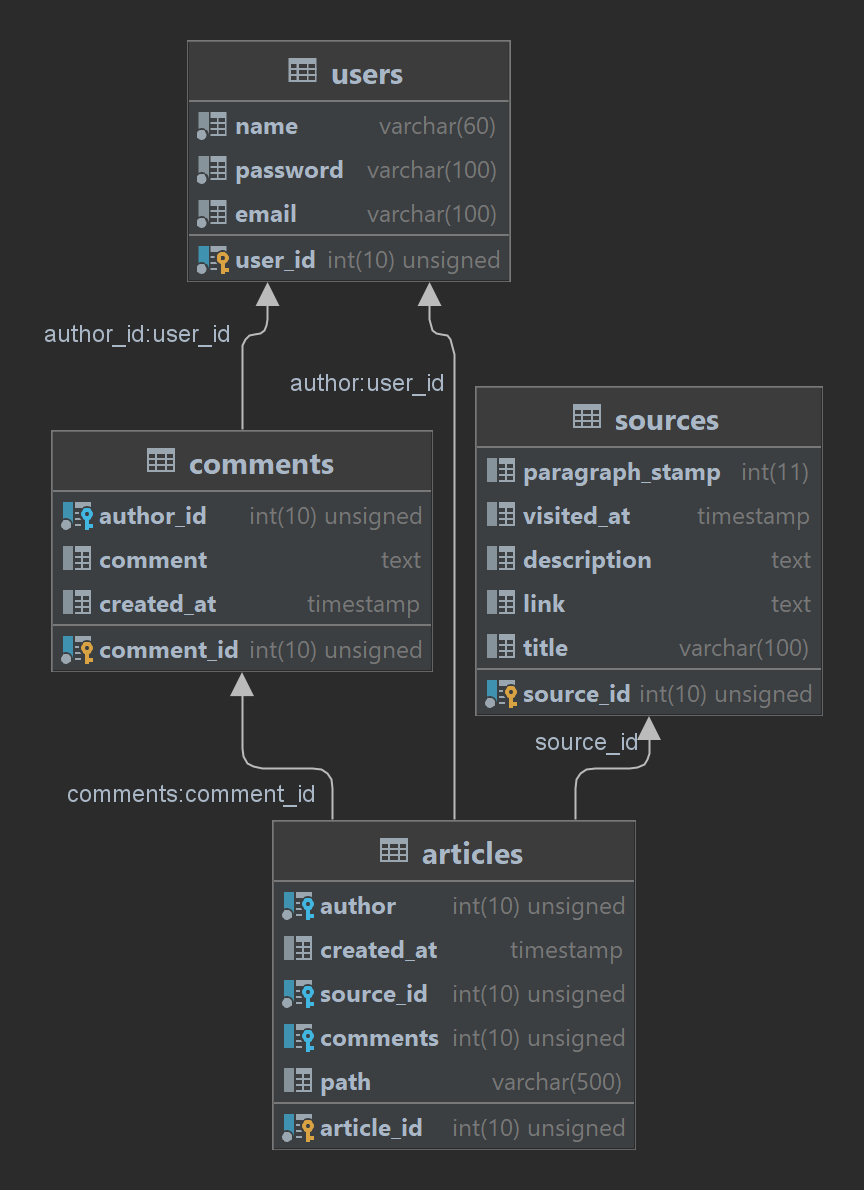 users
name varchar(60)
password varchar(100)
email varchar(100)
user_id int(10) unsigned
author_id:user_id
author:user_id
comments
author_id int(10) unsigned
comment text
created_at timestamp
comment_id int(10) unsigned
sources
paragraph_stamp int(11)
visited_at timestamp
description text
link text
title varchar(100)
source_id int(10) unsigned
source_id
comments:comment_id
articles
author int(10) unsigned
created_at timestamp
source_id int(10) unsigned
comments int(10) unsigned
path varchar(500)
article_id int(10) unsigned